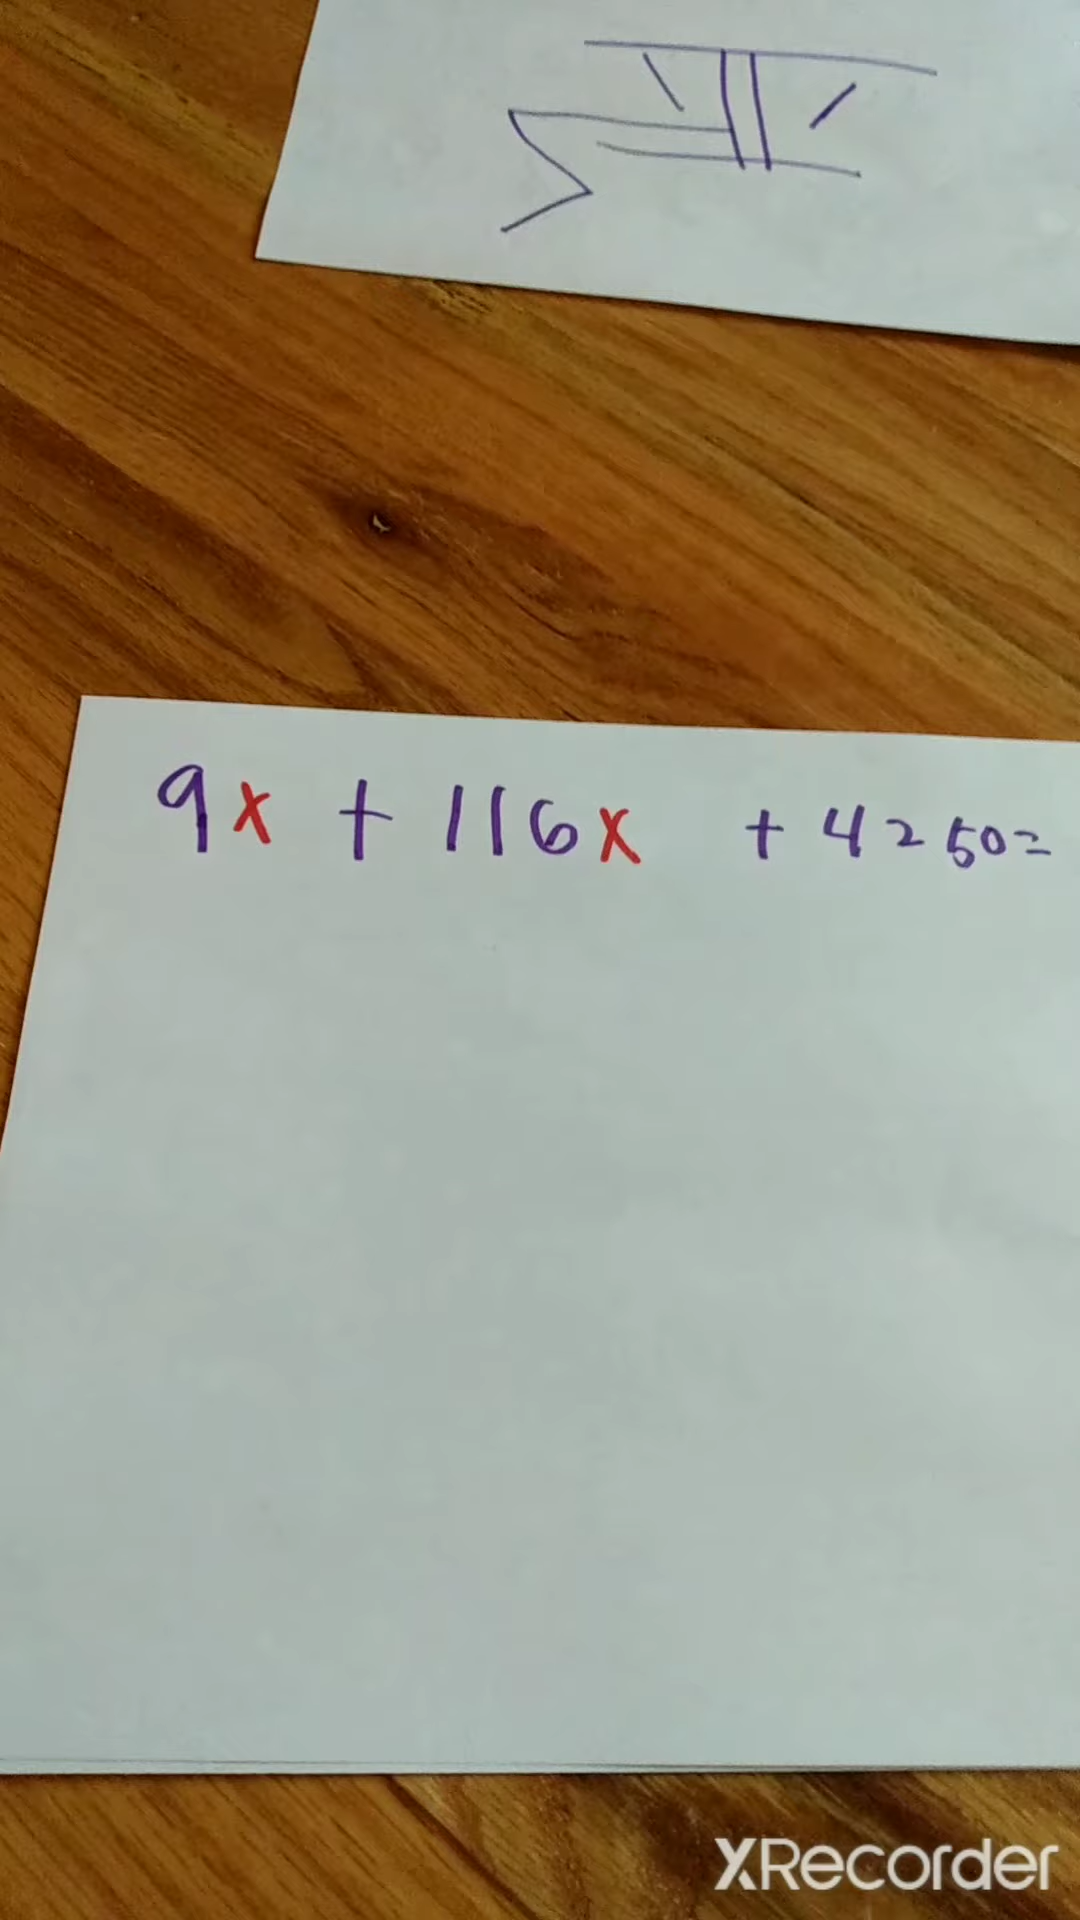 9x + 116x + 4250=
XRecorder